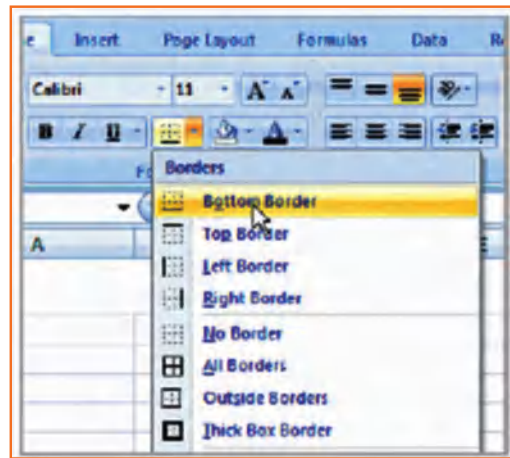 e Insert Page Layout Formulas Data R
Calibri 11 A A
B I U A
Fo
Borders
Bottom Border
A E
Top Border
Left Border
Right Border
No Border
All Borders
Outside Borders
Thick Box Border